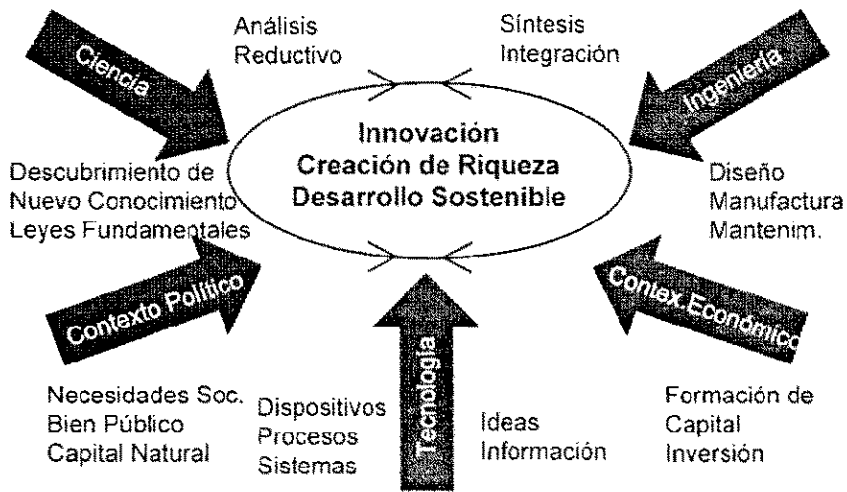 Análisis
Reductivo
Síntesis
Integración
Ciencia
Ingeniería
Innovación
Creación de Riqueza
Desarrollo Sostenible
Descubrimiento de
Nuevo Conocimiento
Leyes Fundamentales
Diseño
Manufactura
Mantenim.
Contexto Político
Contex.Económico
Tecnología
Necesidades Soc.
Bien Público
Capital Natural
Dispositivos
Procesos
Sistemas
Ideas
Información
Formación de
Capital
Inversión